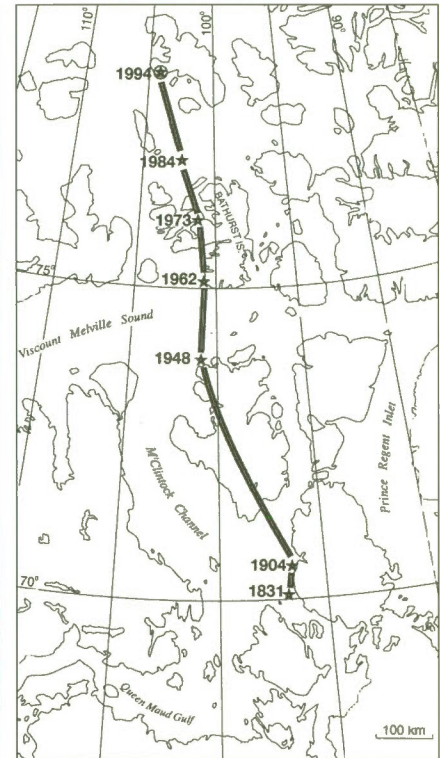 110°
100°
90°
1994
1984
1973
BATHURST IS.
75°
1962
Viscount Melville Sound
1948
M'Clintock Channel
Prince Regent Inlet
1904
1831
70°
Queen Maud Gulf
100 km